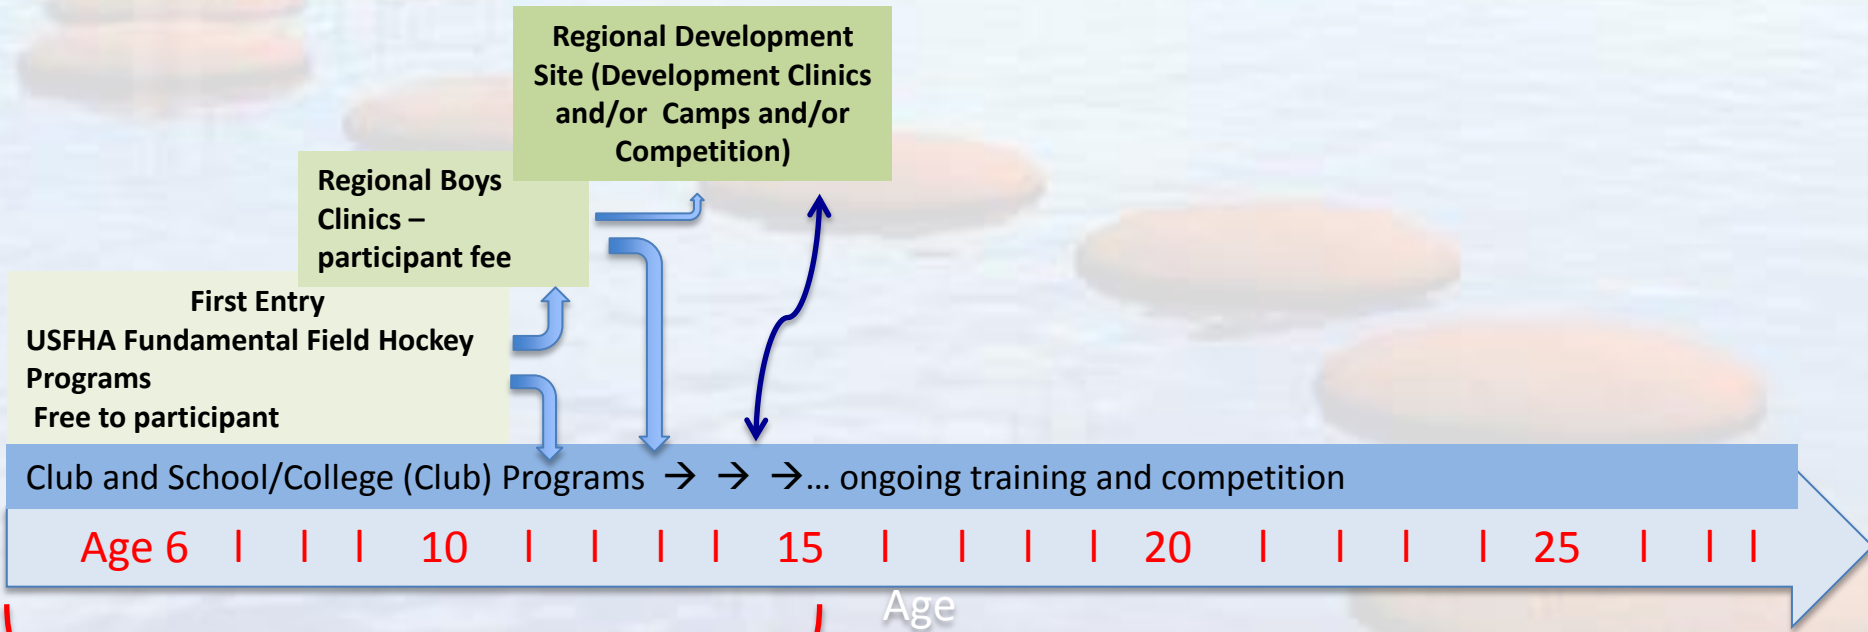 Regional Development
Site (Development Clinics
and/or Camps and/or
Competition)
Regional Boys
Clinics –
participant fee
First Entry
USFHA Fundamental Field Hockey
Programs
Free to participant
Club and School/College (Club) Programs → → →… ongoing training and competition
Age 6 | | | 10 | | | | 15 | | | | 20 | | | | 25 | | |
Age